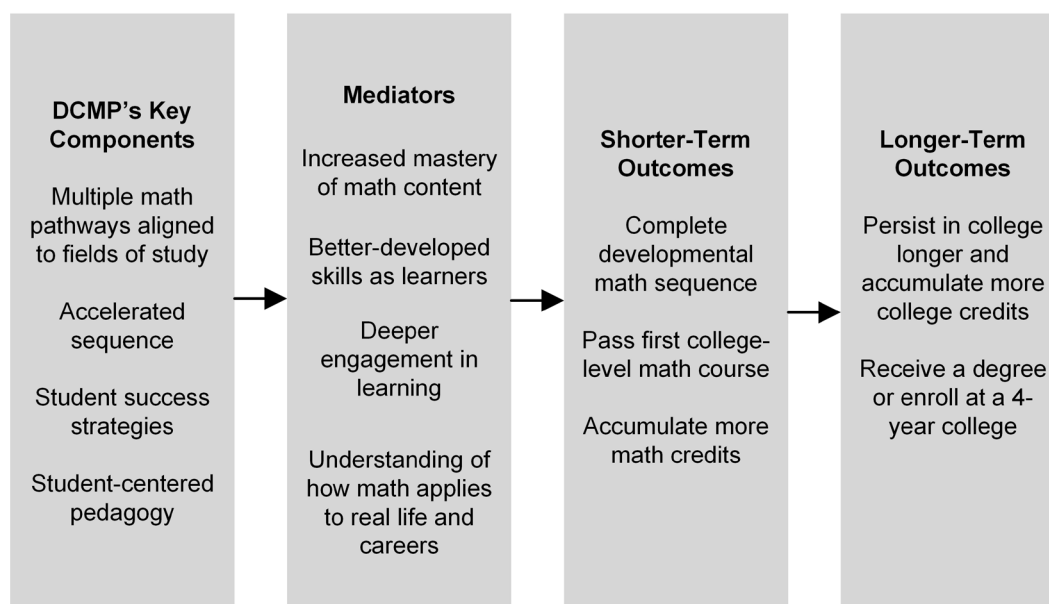 DCMP’s Key
Components
Multiple math
pathways aligned
to fields of study
Accelerated
sequence
Student success
strategies
Student-centered
pedagogy
Mediators
Increased mastery
of math content
Better-developed
skills as learners
Deeper
engagement in
learning
Understanding of
how math applies
to real life and
careers
Shorter-Term
Outcomes
Complete
developmental
math sequence
Pass first college-
level math course
Accumulate more
math credits
Longer-Term
Outcomes
Persist in college
longer and
accumulate more
college credits
Receive a degree
or enroll at a 4-
year college